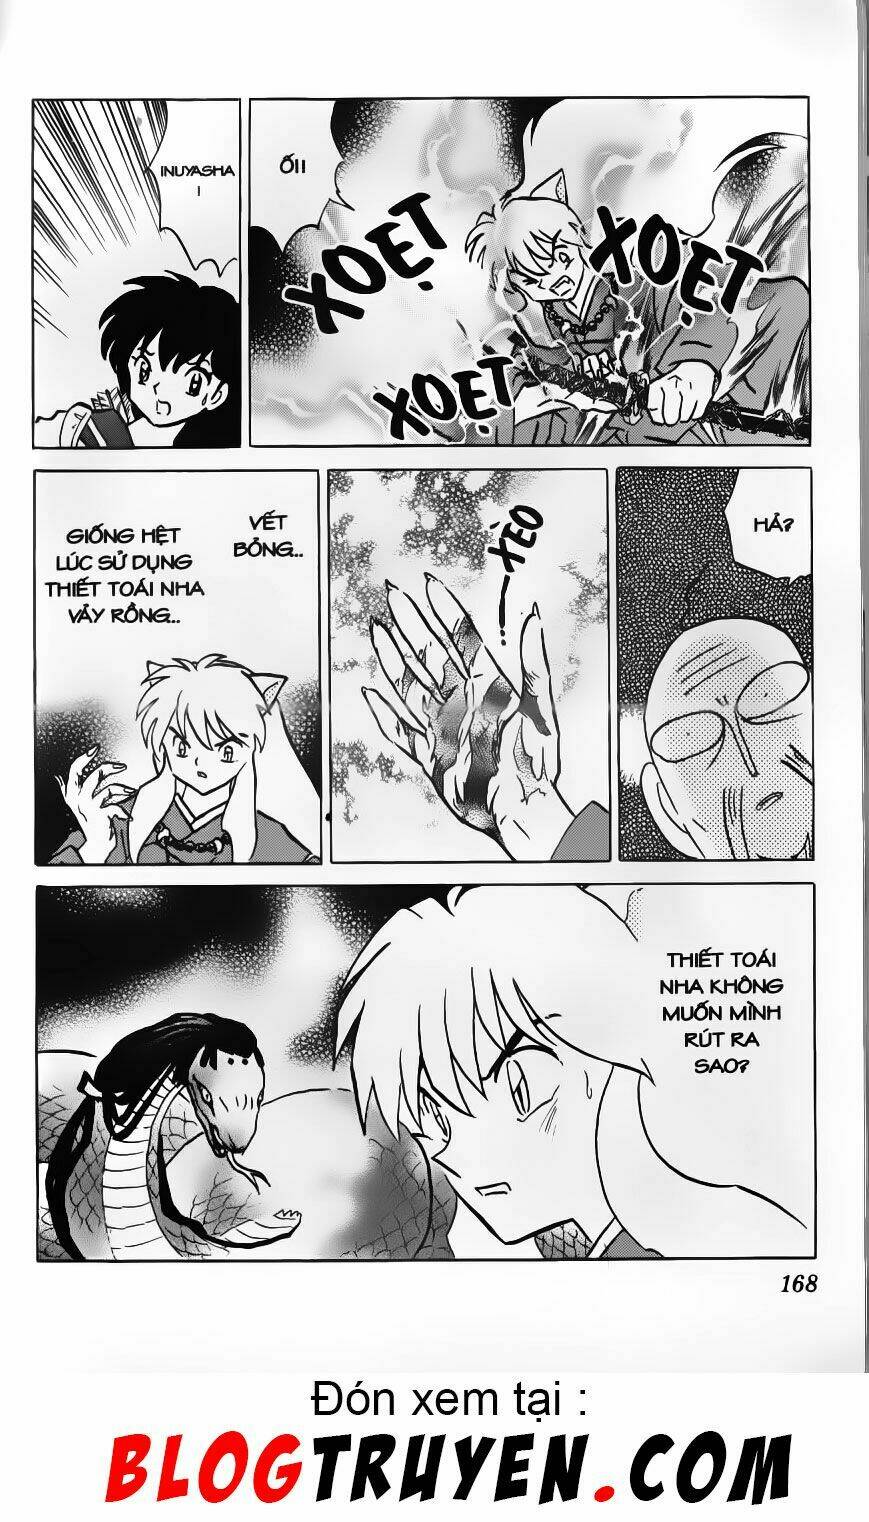 ỐI!
XOẸT
XOẸT
XOẸT
INUYASHA
!
HẢ?
XÈO
VẾT
BỎNG..
GIỐNG HỆT
LÚC SỬ DỤNG
THIẾT TOÁI NHA
VẢY RỒNG..
THIẾT TOÁI
NHA KHÔNG
MUỐN MÌNH
RÚT RA
SAO?
168
Đón xem tại :
BLOGTRUYEN.COM